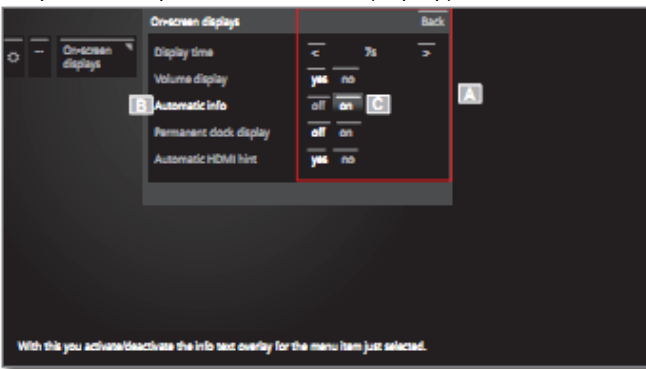 On-screen displays Back
On-screen displays
Display time < 7s >
Volume display yes no
A
B Automatic info off on C
Permanent clock display off on
Automatic HDMI hint yes no
With this you activate/deactivate the info text overlay for the menu item just selected.